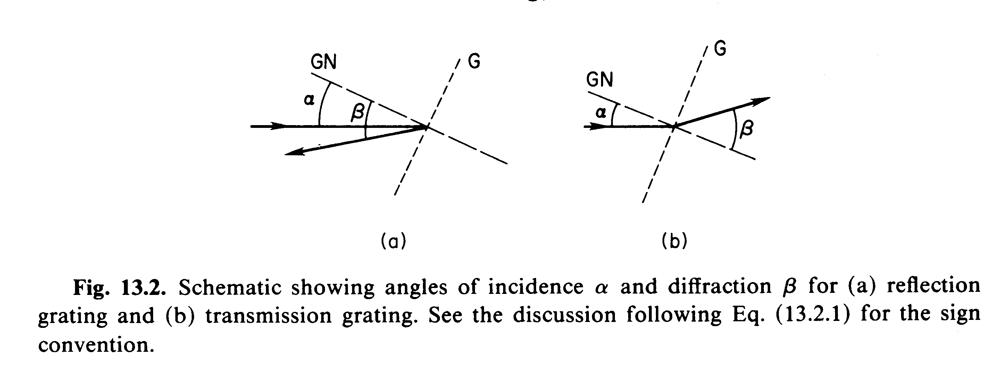 GN
G
α
β
GN
G
α
β
(a)
(b)
Fig. 13.2. Schematic showing angles of incidence α and diffraction β for (a) reflection
grating and (b) transmission grating. See the discussion following Eq. (13.2.1) for the sign
convention.